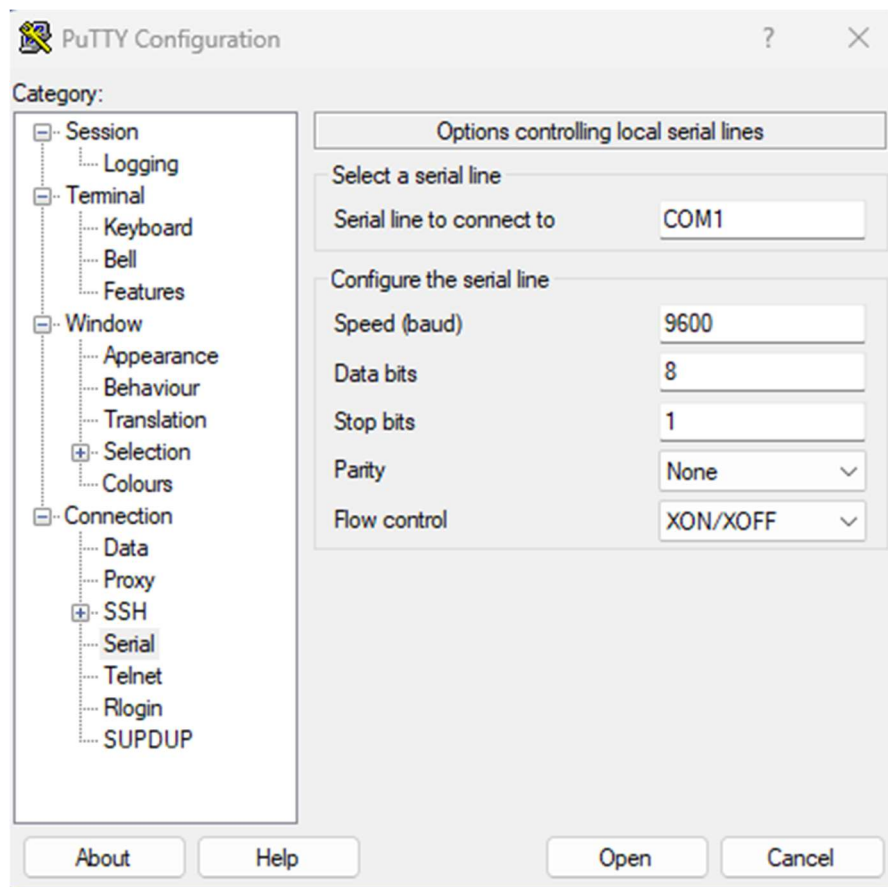 PuTTY Configuration ? ×
Category:
Session
Logging
Terminal
Keyboard
Bell
Features
Window
Appearance
Behaviour
Translation
Selection
Colours
Connection
Data
Proxy
SSH
Serial
Telnet
Rlogin
SUPDUP
Options controlling local serial lines
Select a serial line
Serial line to connect to COM1
Configure the serial line
Speed (baud) 9600
Data bits 8
Stop bits 1
Parity None
Flow control XON/XOFF
About Help Open Cancel